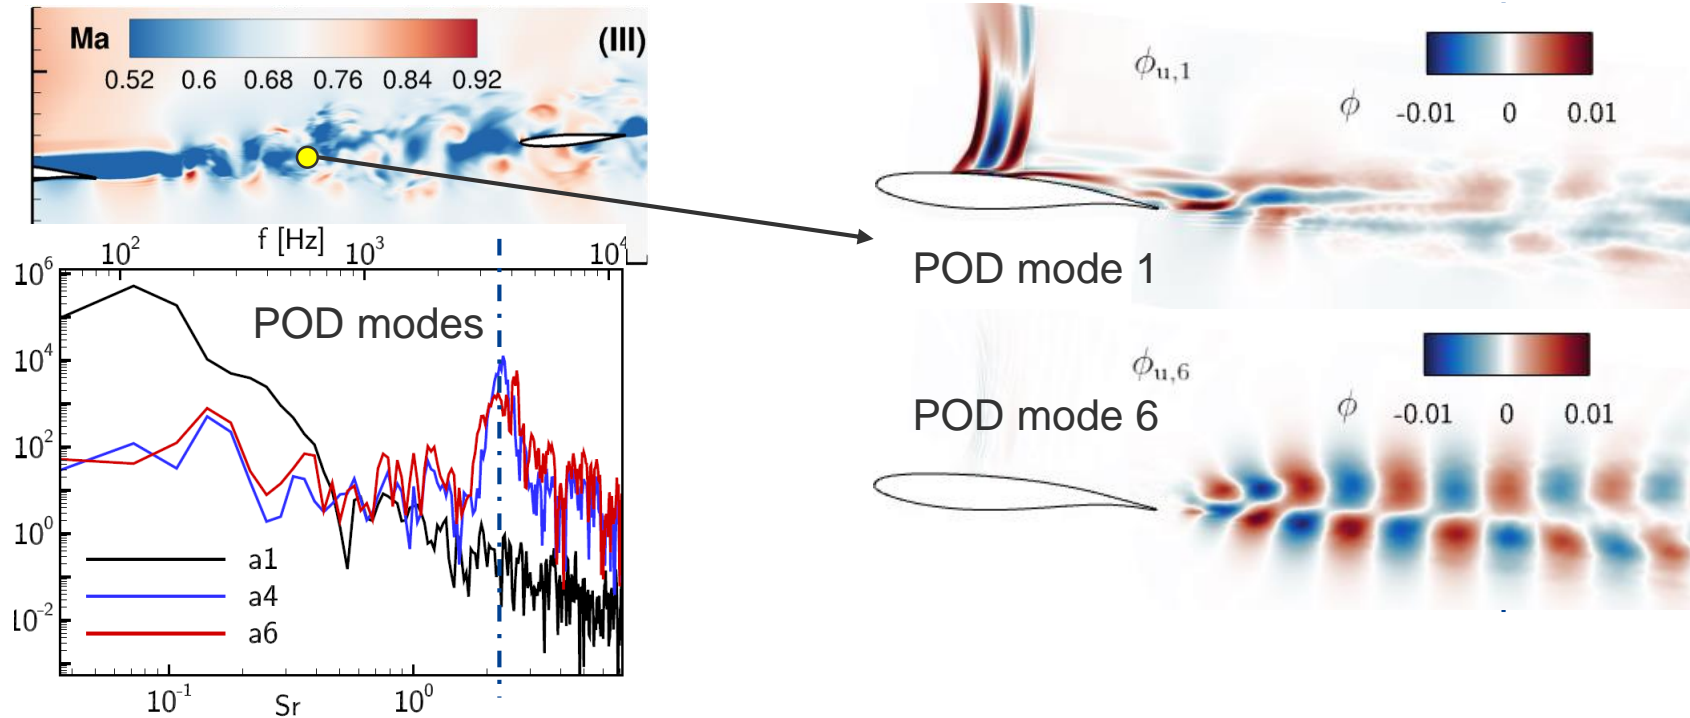 Ma
(III)
0.52 0.6 0.68 0.76 0.84 0.92
10² f [Hz] 10³ 10⁴
10⁶
10⁴
10²
10⁰
10⁻²
POD modes
a1
a4
a6
10⁻¹ Sr 10⁰
ϕu,1
ϕ -0.01 0 0.01
POD mode 1
ϕu,6
ϕ -0.01 0 0.01
POD mode 6